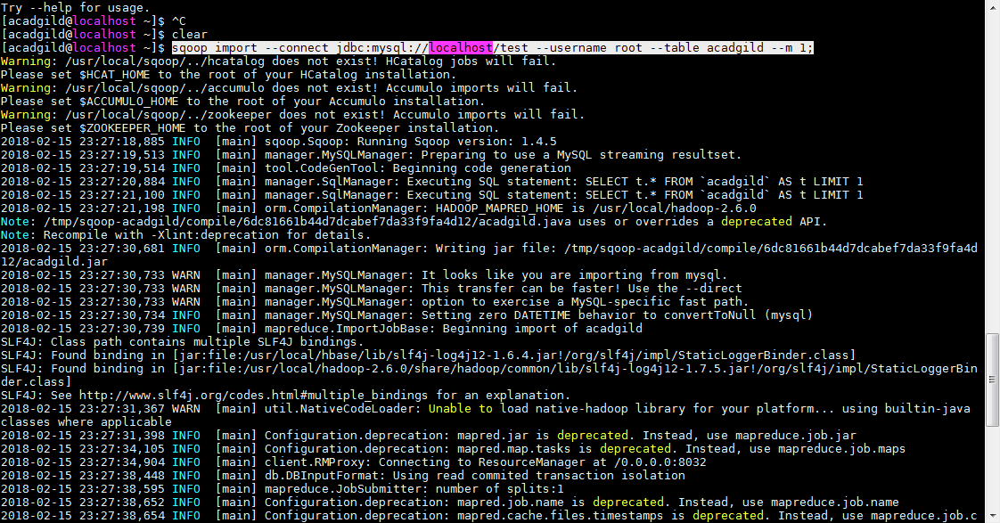 Try --help for usage.
[acadgild@localhost ~]$ ^C
[acadgild@localhost ~]$ clear
[acadgild@localhost ~]$ sqoop import --connect jdbc:mysql://localhost/test --username root --table acadgild --m 1;
Warning: /usr/local/sqoop/../hcatalog does not exist! HCatalog jobs will fail.
Please set $HCAT_HOME to the root of your HCatalog installation.
Warning: /usr/local/sqoop/../accumulo does not exist! Accumulo imports will fail.
Please set $ACCUMULO_HOME to the root of your Accumulo installation.
Warning: /usr/local/sqoop/../zookeeper does not exist! Accumulo imports will fail.
Please set $ZOOKEEPER_HOME to the root of your Zookeeper installation.
2018-02-15 23:27:18,885 INFO  [main] sqoop.Sqoop: Running Sqoop version: 1.4.5
2018-02-15 23:27:19,513 INFO  [main] manager.MySQLManager: Preparing to use a MySQL streaming resultset.
2018-02-15 23:27:19,514 INFO  [main] tool.CodeGenTool: Beginning code generation
2018-02-15 23:27:20,884 INFO  [main] manager.SqlManager: Executing SQL statement: SELECT t.* FROM `acadgild` AS t LIMIT 1
2018-02-15 23:27:21,100 INFO  [main] manager.SqlManager: Executing SQL statement: SELECT t.* FROM `acadgild` AS t LIMIT 1
2018-02-15 23:27:21,198 INFO  [main] orm.CompilationManager: HADOOP_MAPRED_HOME is /usr/local/hadoop-2.6.0
Note: /tmp/sqoop-acadgild/compile/6dc81661b44d7dcabef7da33f9fa4d12/acadgild.java uses or overrides a deprecated API.
Note: Recompile with -Xlint:deprecation for details.
2018-02-15 23:27:30,681 INFO  [main] orm.CompilationManager: Writing jar file: /tmp/sqoop-acadgild/compile/6dc81661b44d7dcabef7da33f9fa4d
12/acadgild.jar
2018-02-15 23:27:30,733 WARN  [main] manager.MySQLManager: It looks like you are importing from mysql.
2018-02-15 23:27:30,733 WARN  [main] manager.MySQLManager: This transfer can be faster! Use the --direct
2018-02-15 23:27:30,733 WARN  [main] manager.MySQLManager: option to exercise a MySQL-specific fast path.
2018-02-15 23:27:30,734 INFO  [main] manager.MySQLManager: Setting zero DATETIME behavior to convertToNull (mysql)
2018-02-15 23:27:30,739 INFO  [main] mapreduce.ImportJobBase: Beginning import of acadgild
SLF4J: Class path contains multiple SLF4J bindings.
SLF4J: Found binding in [jar:file:/usr/local/hbase/lib/slf4j-log4j12-1.6.4.jar!/org/slf4j/impl/StaticLoggerBinder.class]
SLF4J: Found binding in [jar:file:/usr/local/hadoop-2.6.0/share/hadoop/common/lib/slf4j-log4j12-1.7.5.jar!/org/slf4j/impl/StaticLoggerBin
der.class]
SLF4J: See http://www.slf4j.org/codes.html#multiple_bindings for an explanation.
2018-02-15 23:27:31,367 WARN  [main] util.NativeCodeLoader: Unable to load native-hadoop library for your platform... using builtin-java
classes where applicable
2018-02-15 23:27:31,398 INFO  [main] Configuration.deprecation: mapred.jar is deprecated. Instead, use mapreduce.job.jar
2018-02-15 23:27:34,105 INFO  [main] Configuration.deprecation: mapred.map.tasks is deprecated. Instead, use mapreduce.job.maps
2018-02-15 23:27:34,904 INFO  [main] client.RMProxy: Connecting to ResourceManager at /0.0.0.0:8032
2018-02-15 23:27:38,448 INFO  [main] db.DBInputFormat: Using read commited transaction isolation
2018-02-15 23:27:38,595 INFO  [main] mapreduce.JobSubmitter: number of splits:1
2018-02-15 23:27:38,652 INFO  [main] Configuration.deprecation: mapred.job.name is deprecated. Instead, use mapreduce.job.name
2018-02-15 23:27:38,654 INFO  [main] Configuration.deprecation: mapred.cache.files.timestamps is deprecated. Instead, use mapreduce.job.c